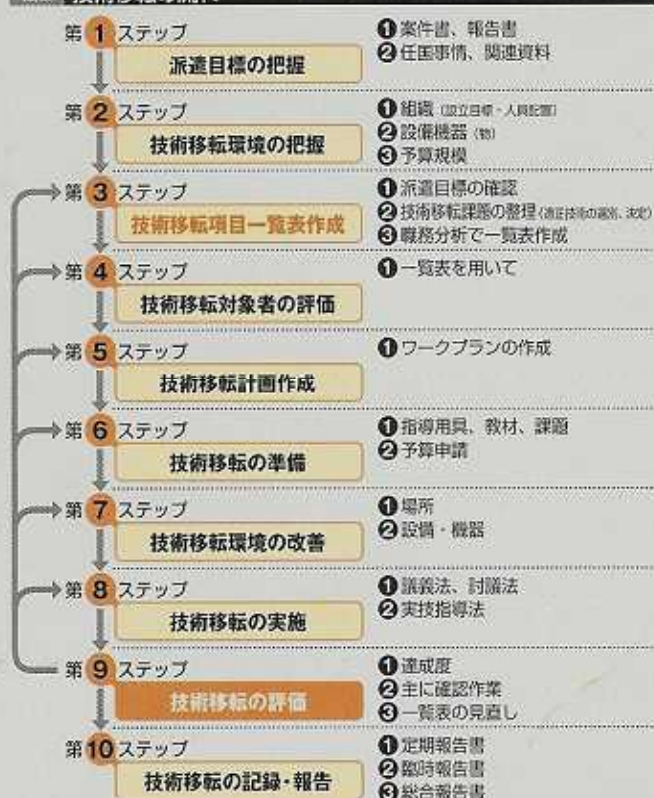 第1ステップ
派遣目標の把握
❶案件書、報告書
❷任国事情、関連資料
第2ステップ
技術移転環境の把握
❶組織（設立目標・人員配置）
❷設備機器（物）
❸予算規模
第3ステップ
技術移転項目一覧表作成
❶派遣目標の確認
❷技術移転課題の整理（適正技術の選別、決定）
❸職務分析で一覧表作成
第4ステップ
技術移転対象者の評価
❶一覧表を用いて
第5ステップ
技術移転計画作成
❶ワークプランの作成
第6ステップ
技術移転の準備
❶指導用具、教材、課題
❷予算申請
第7ステップ
技術移転環境の改善
❶場所
❷設備・機器
第8ステップ
技術移転の実施
❶講義法、討議法
❷実技指導法
第9ステップ
技術移転の評価
❶達成度
❷主に確認作業
❸一覧表の見直し
第10ステップ
技術移転の記録・報告
❶定期報告書
❷臨時報告書
❸総合報告書